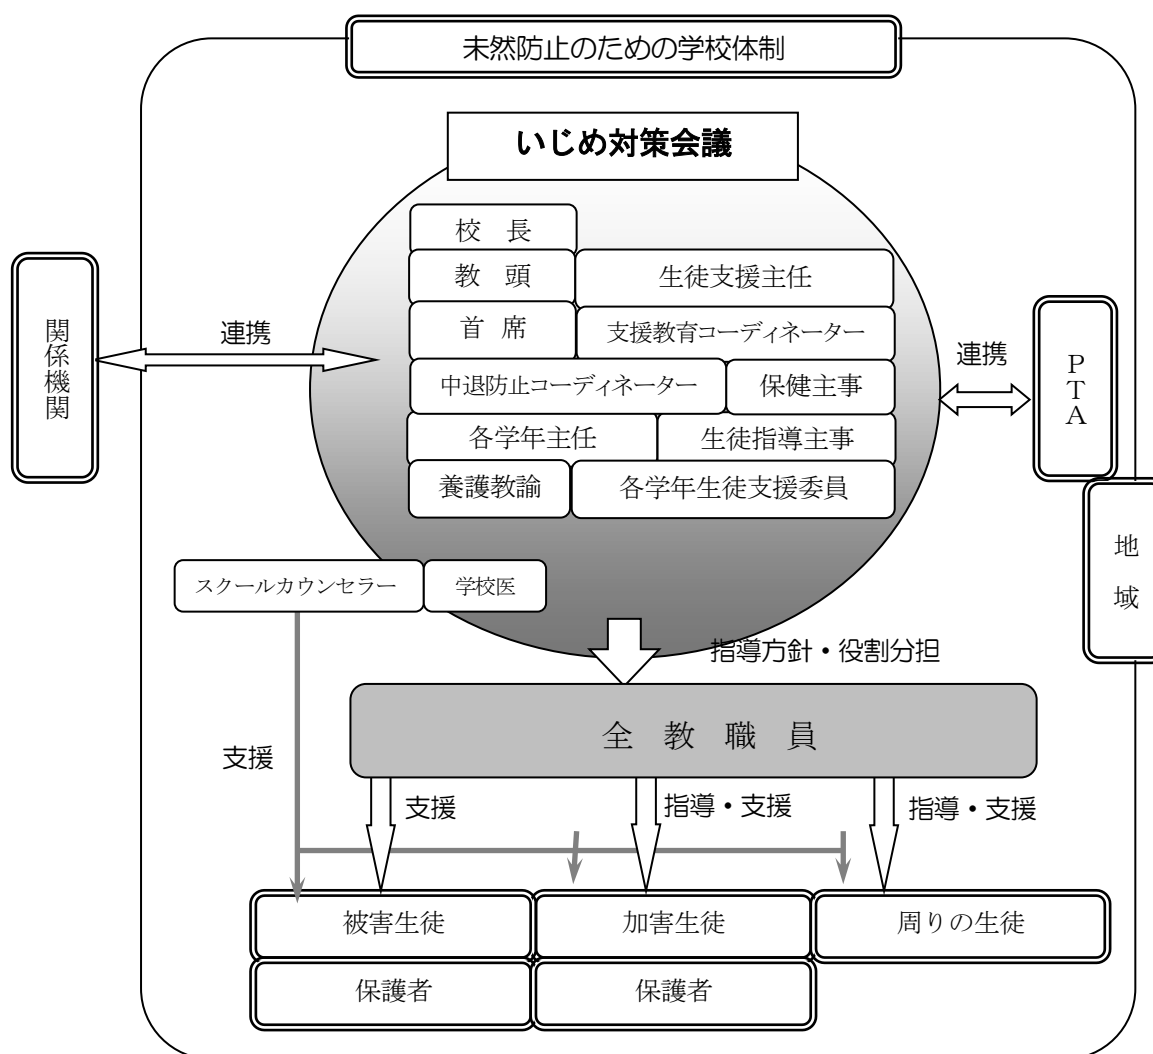 未然防止のための学校体制
いじめ対策会議
校 長
教 頭
生徒支援主任
首 席
支援教育コーディネーター
中退防止コーディネーター
保健主事
各学年主任
生徒指導主事
養護教諭
各学年生徒支援委員
関係機関
連携
連携
PTA
地域
スクールカウンセラー
学校医
指導方針・役割分担
全 教 職 員
支援
支援
指導・支援
指導・支援
被害生徒
加害生徒
周りの生徒
保護者
保護者